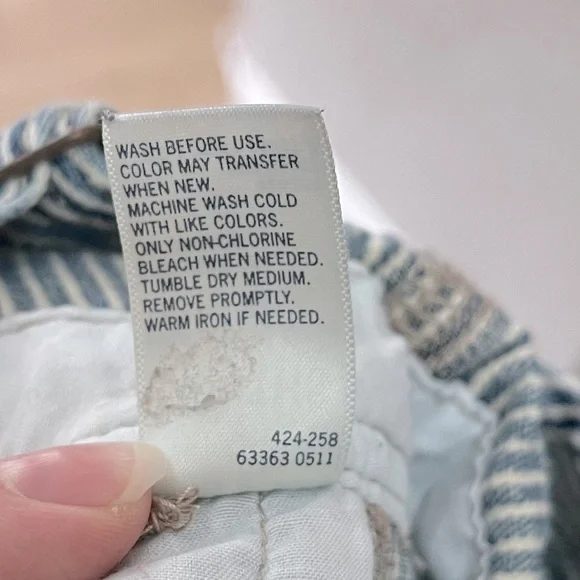 WASH BEFORE USE.
COLOR MAY TRANSFER
WHEN NEW.
MACHINE WASH COLD
WITH LIKE COLORS.
ONLY NON-CHLORINE
BLEACH WHEN NEEDED.
TUMBLE DRY MEDIUM.
REMOVE PROMPTLY.
WARM IRON IF NEEDED.
424-258
63363 0511